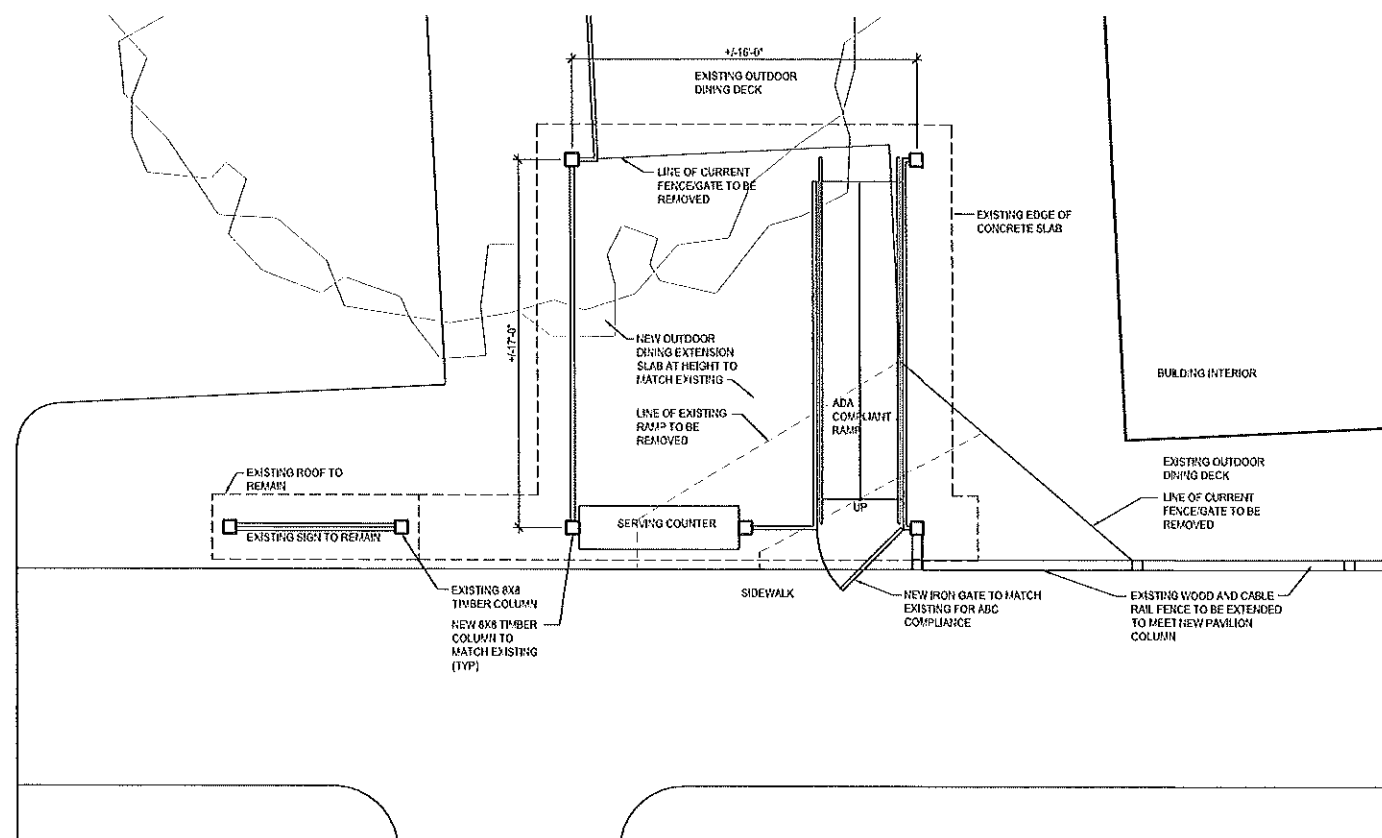 +/-16'-0"
EXISTING OUTDOOR
DINING DECK
LINE OF CURRENT
FENCE/GATE TO BE
REMOVED
EXISTING EDGE OF
CONCRETE SLAB
+/-17'-0"
NEW OUTDOOR
DINING EXTENSION
SLAB AT HEIGHT TO
MATCH EXISTING
BUILDING INTERIOR
LINE OF EXISTING
RAMP TO BE
REMOVED
ADA
COMPLIANT
RAMP
EXISTING OUTDOOR
DINING DECK
EXISTING ROOF TO
REMAIN
LINE OF CURRENT
FENCE/GATE TO BE
REMOVED
UP
SERVING COUNTER
EXISTING SIGN TO REMAIN
SIDEWALK
EXISTING 8X8
TIMBER COLUMN
NEW IRON GATE TO MATCH
EXISTING FOR ABC
COMPLIANCE
EXISTING WOOD AND CABLE
RAIL FENCE TO BE EXTENDED
TO MEET NEW PAVILION
COLUMN
NEW 8X8 TIMBER
COLUMN TO
MATCH EXISTING
(TYP)